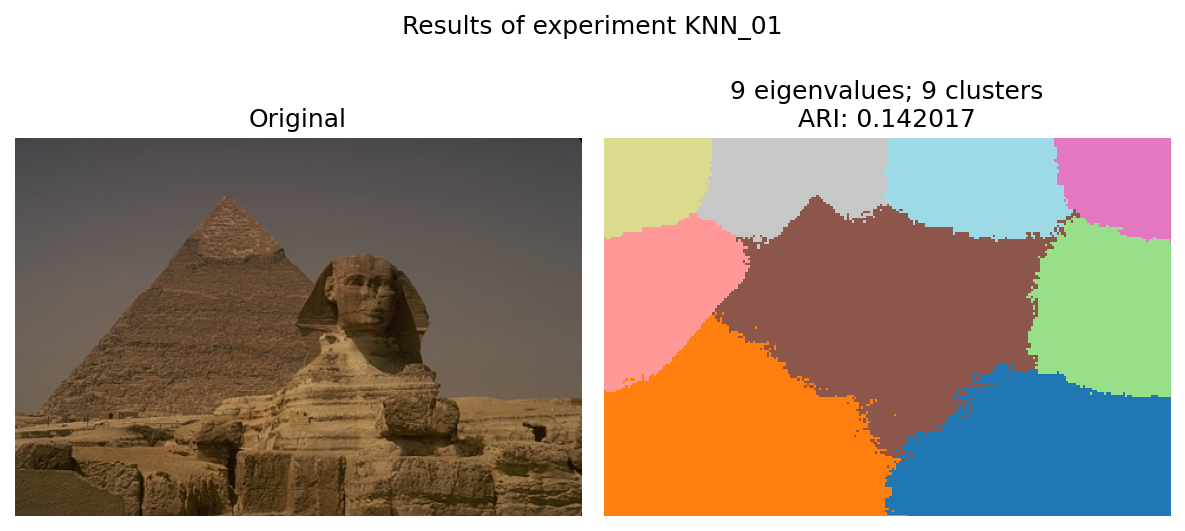 Results of experiment KNN_01
Original
9 eigenvalues; 9 clusters
ARI: 0.142017